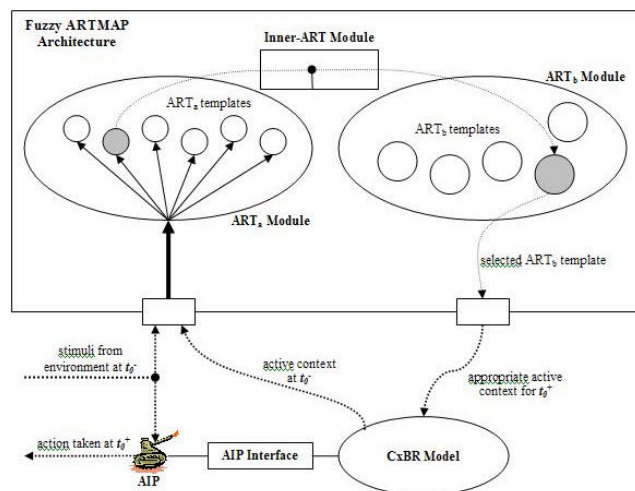 Fuzzy ARTMAP
Architecture
Inner-ART Module
ARTb Module
ARTa templates
ARTb templates
ARTa Module
selected ARTb template
stimuli from
environment at t0-
active context
at t0-
appropriate active
context for t0+
action taken at t0+
AIP Interface
CxBR Model
AIP